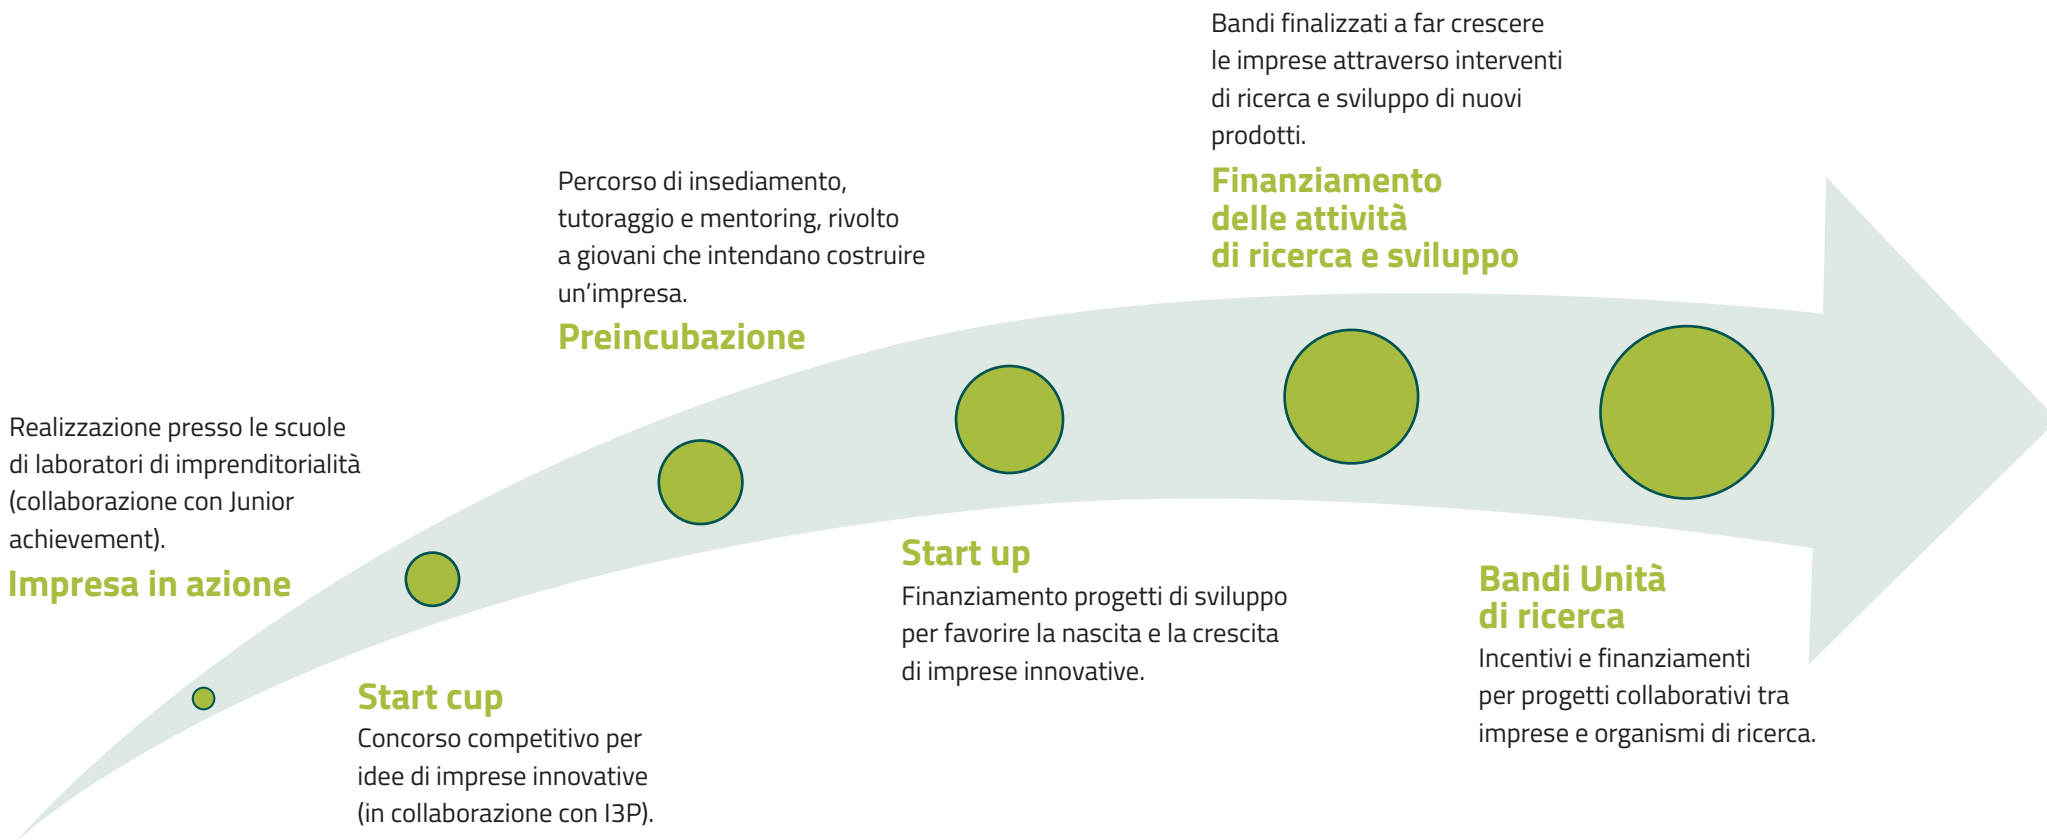 Realizzazione presso le scuole
di laboratori di imprenditorialità
(collaborazione con Junior
achievement).
Impresa in azione
Start cup
Concorso competitivo per
idee di imprese innovative
(in collaborazione con I3P).
Percorso di insediamento,
tutoraggio e mentoring, rivolto
a giovani che intendano costruire
un’impresa.
Preincubazione
Start up
Finanziamento progetti di sviluppo
per favorire la nascita e la crescita
di imprese innovative.
Bandi finalizzati a far crescere
le imprese attraverso interventi
di ricerca e sviluppo di nuovi
prodotti.
Finanziamento
delle attività
di ricerca e sviluppo
Bandi Unità
di ricerca
Incentivi e finanziamenti
per progetti collaborativi tra
imprese e organismi di ricerca.